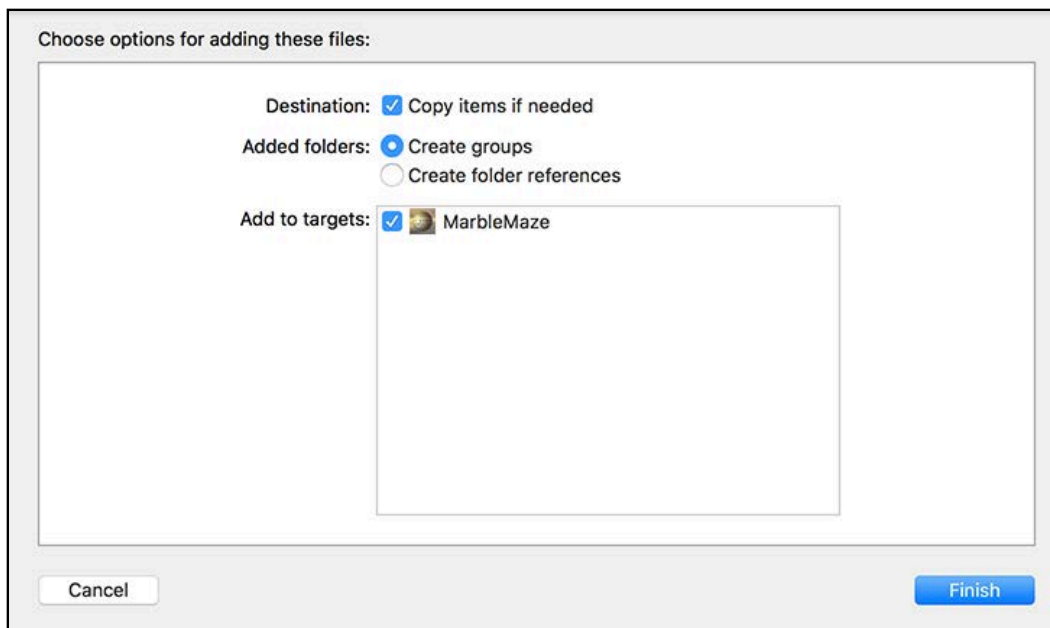 Choose options for adding these files:
Destination: Copy items if needed
Added folders: Create groups
Create folder references
Add to targets: MarbleMaze
Cancel Finish